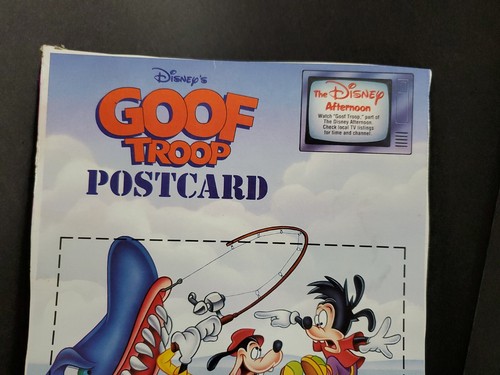 Disney's
GOOF
TROOP
POSTCARD
The Disney
Afternoon
Watch "Goof Troop," part of
The Disney Afternoon.
Check local TV listings
for time and channel.